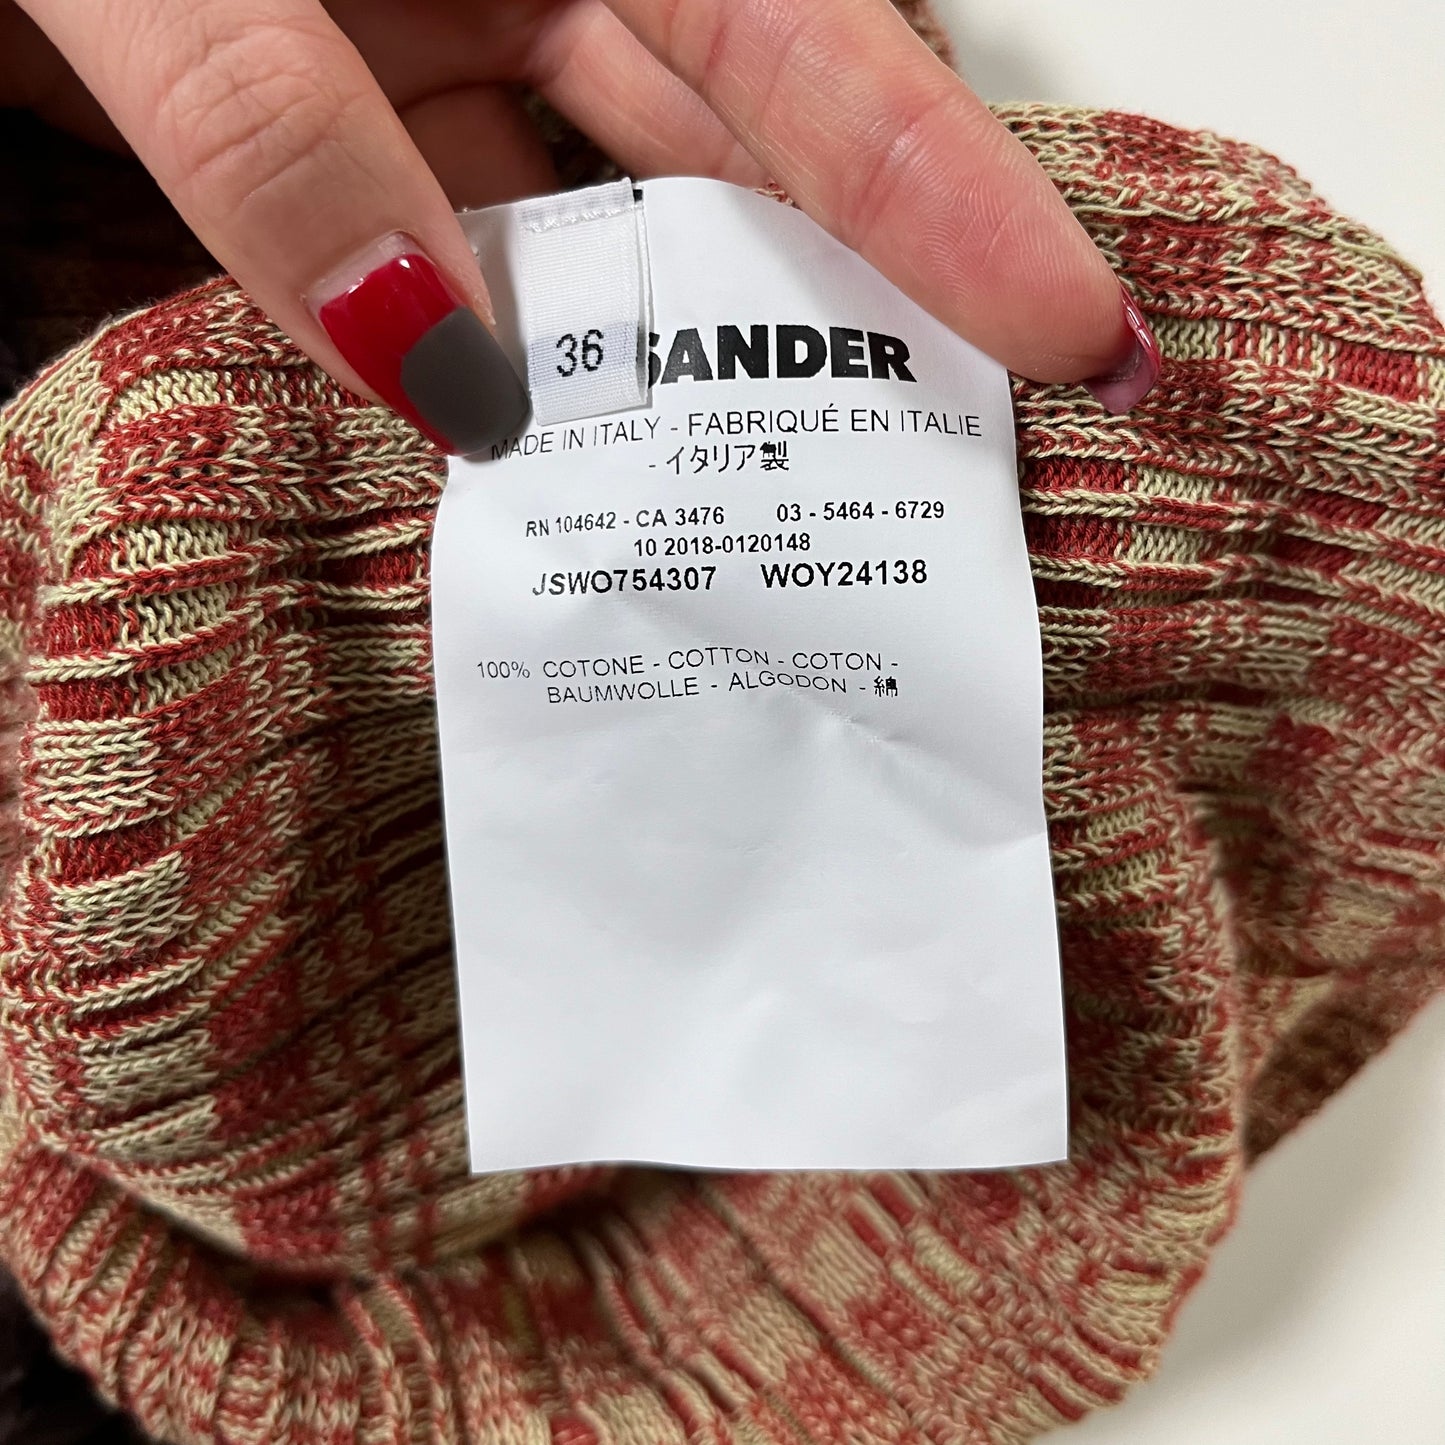 36
SANDER
MADE IN ITALY - FABRIQUÉ EN ITALIE
- イタリア製
RN 104642 - CA 3476 03 - 5464 - 6729
10 2018-0120148
JSWO754307 WOY24138
100% COTONE - COTTON - COTON -
BAUMWOLLE - ALGODON - 綿